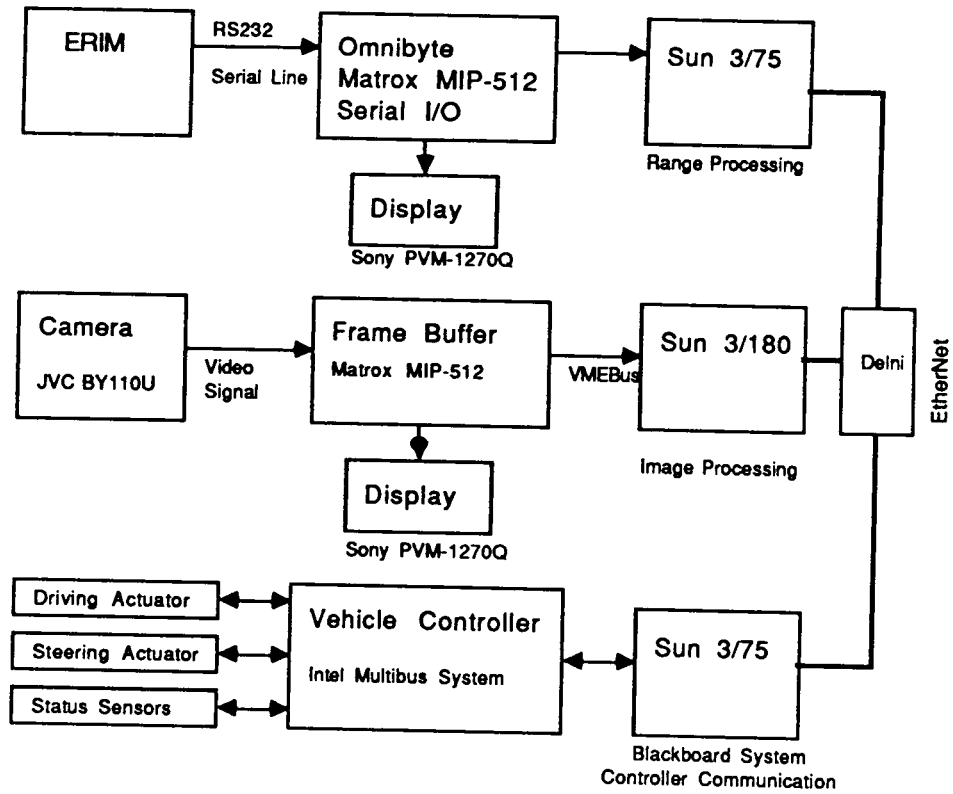 ERIM
RS232
Serial Line
Omnibyte
Matrox MIP-512
Serial I/O
Sun 3/75
Range Processing
Display
Sony PVM-1270Q
Camera
JVC BY110U
Video
Signal
Frame Buffer
Matrox MIP-512
VMEBus
Sun 3/180
Image Processing
Delni
EtherNet
Display
Sony PVM-1270Q
Driving Actuator
Steering Actuator
Status Sensors
Vehicle Controller
Intel Multibus System
Sun 3/75
Blackboard System
Controller Communication